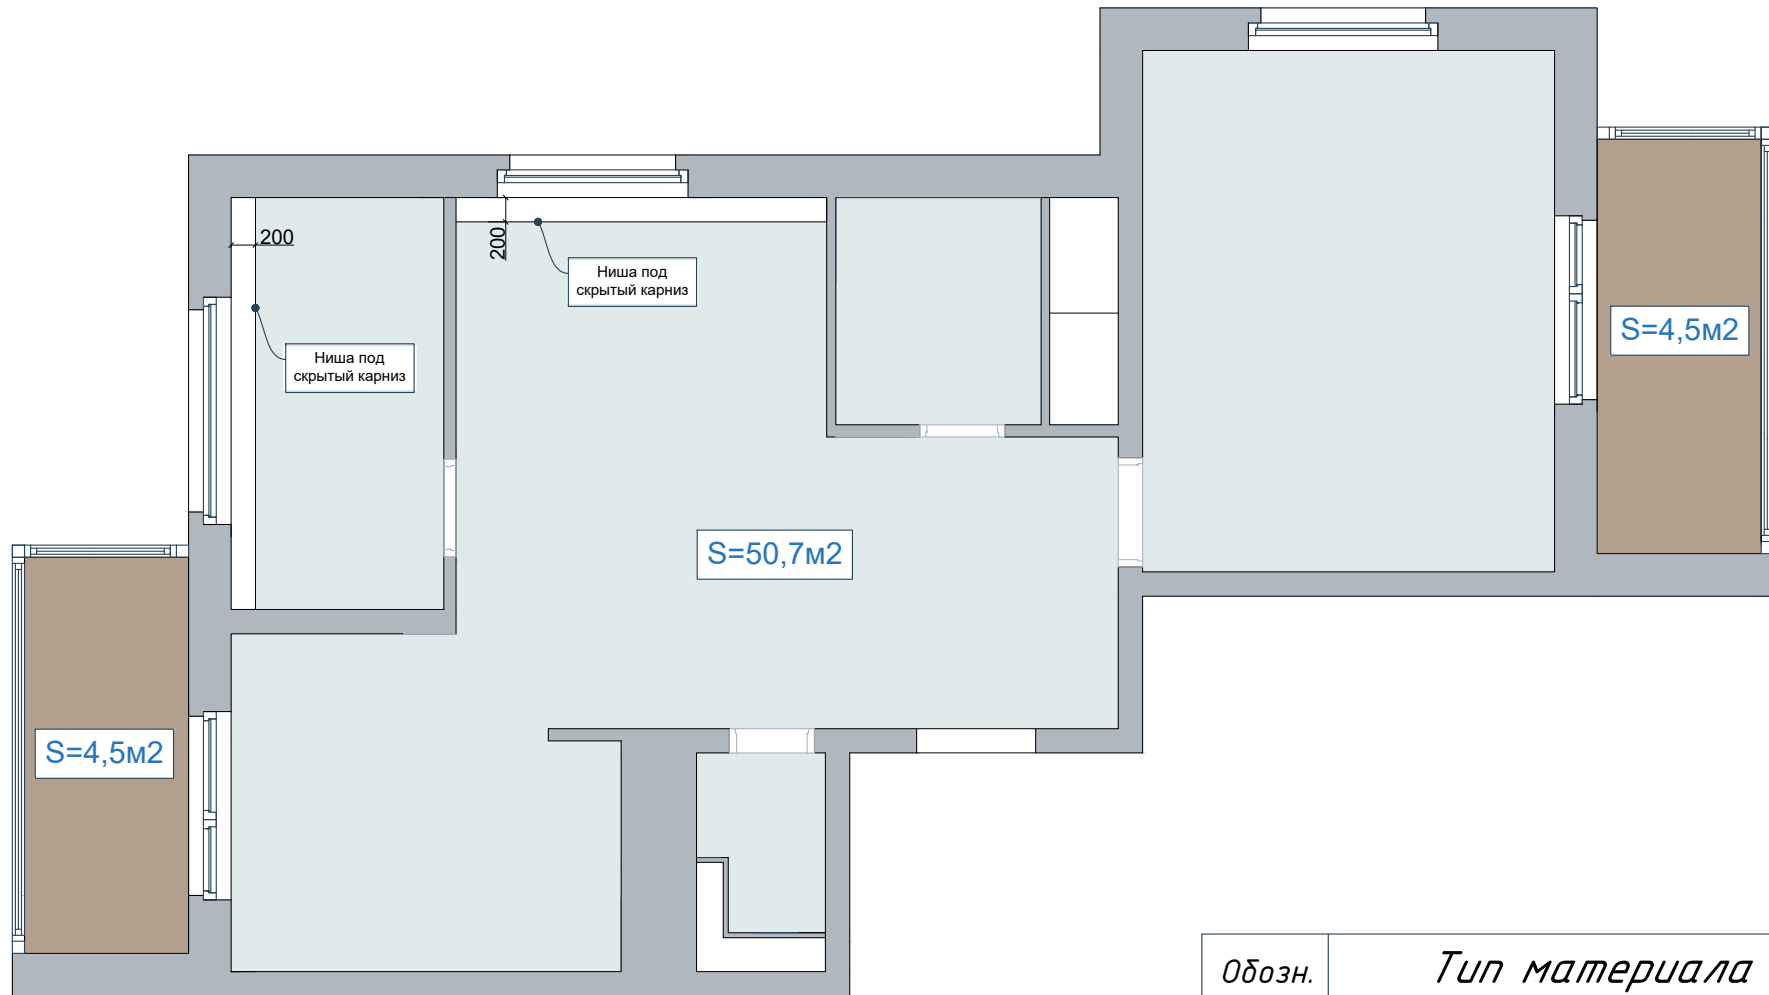 200
200
Ниша под
скрытый карниз
Ниша под
скрытый карниз
S=4,5м2
S=50,7м2
S=4,5м2
Обозн.
Тип материала